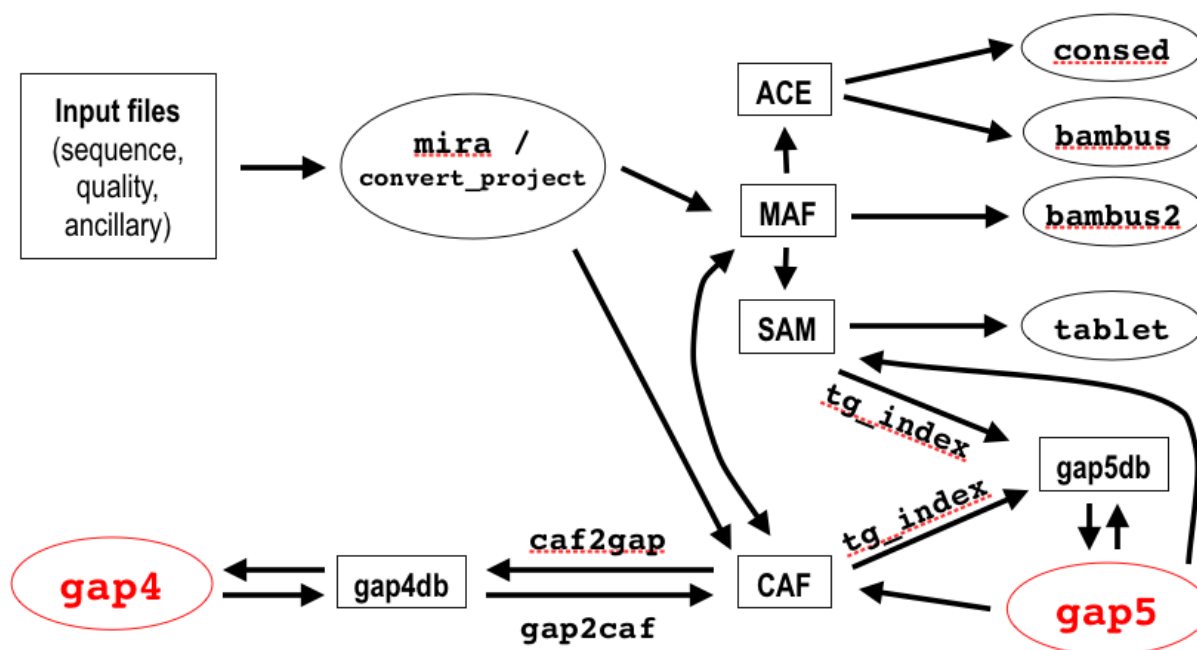 Input files
(sequence,
quality,
ancillary)
mira /
convert_project
ACE
MAF
SAM
consed
bambus
bambus2
tablet
tg_index
gap5db
tg_index
gap4
gap4db
caf2gap
gap2caf
CAF
gap5